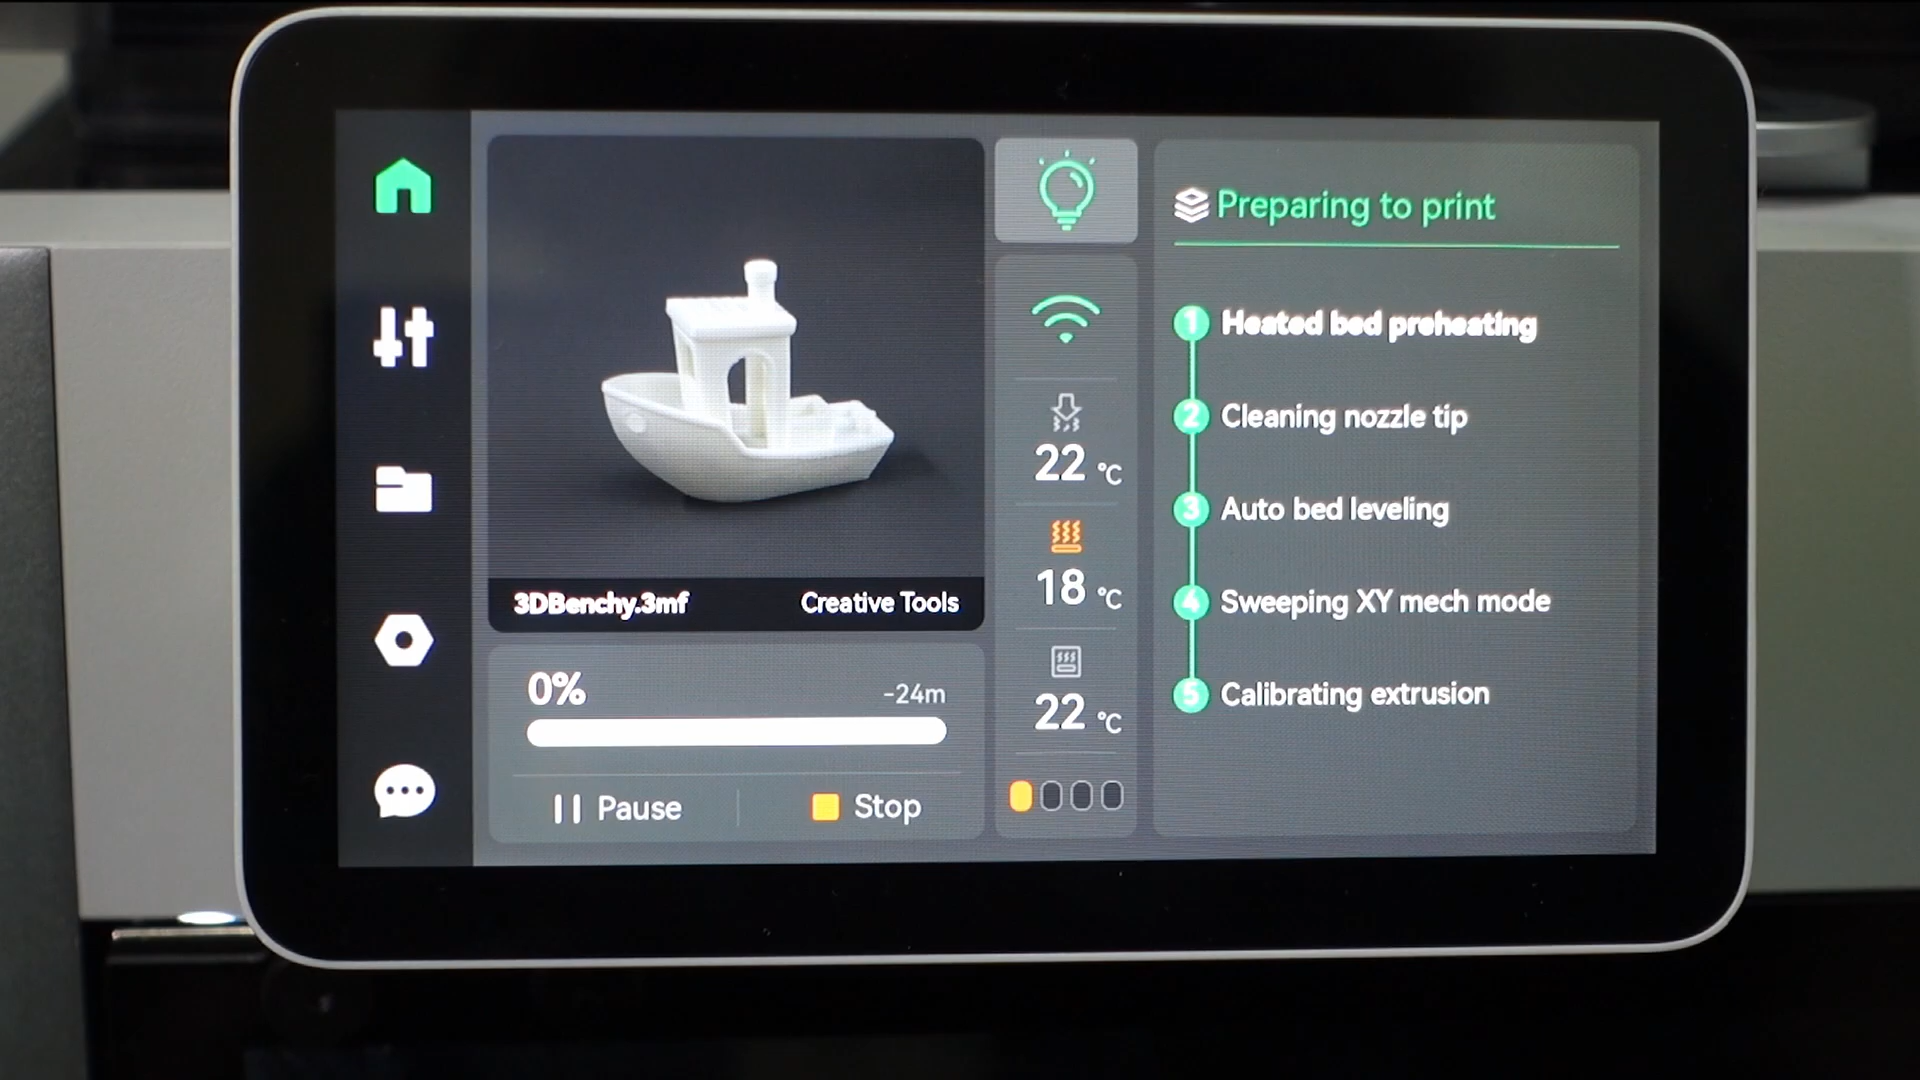 3DBenchy.3mf Creative Tools
0% -24m
Pause Stop
22 °C
18 °C
22 °C
Preparing to print
1 Heated bed preheating
2 Cleaning nozzle tip
3 Auto bed leveling
4 Sweeping XY mech mode
5 Calibrating extrusion